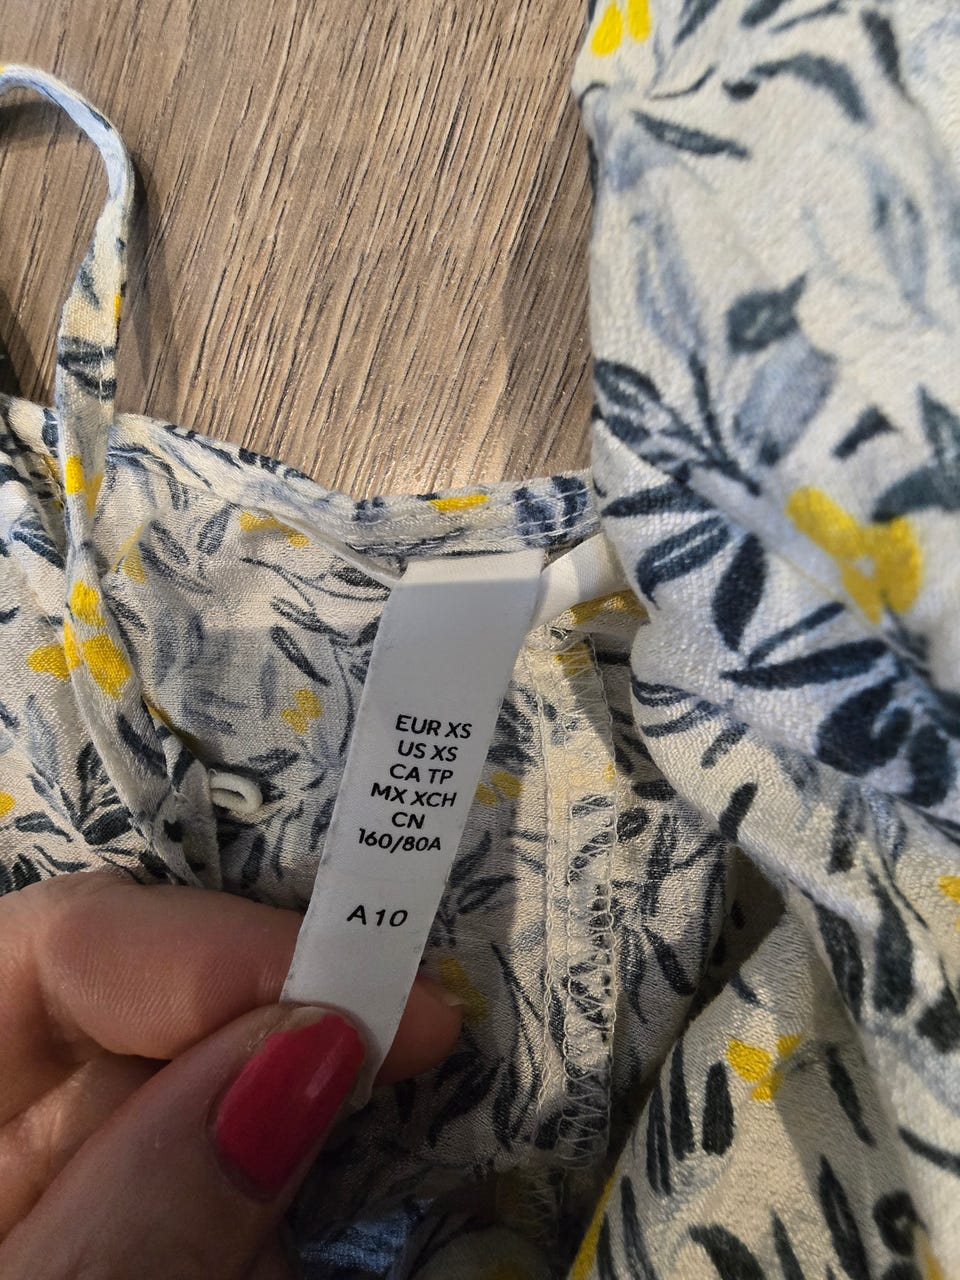 EUR XS
US XS
CA TP
MX XCH
CN
160/80A
A10